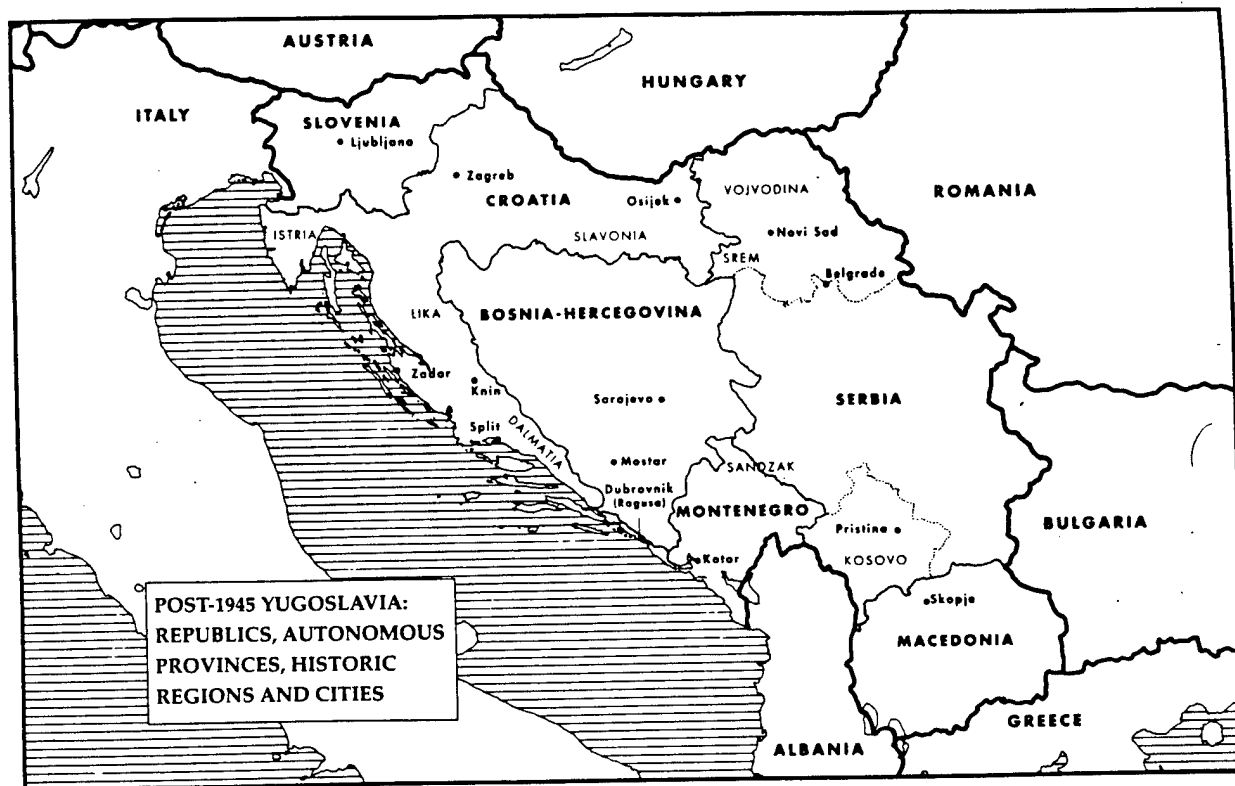 AUSTRIA
HUNGARY
ITALY
SLOVENIA
Ljubljana
Zagreb
CROATIA
Osijek
VOJVODINA
ROMANIA
Novi Sad
ISTRIA
SLAVONIA
SREM
Belgrade
LIKA
BOSNIA-HERCEGOVINA
Zadar
Knin
Sarajevo
SERBIA
Split
DALMATIA
Mostar
SANDZAK
Dubrovnik
(Ragusa)
MONTENEGRO
Pristina
BULGARIA
Kotor
KOSOVO
Skopje
MACEDONIA
POST-1945 YUGOSLAVIA:
REPUBLICS, AUTONOMOUS
PROVINCES, HISTORIC
REGIONS AND CITIES
GREECE
ALBANIA